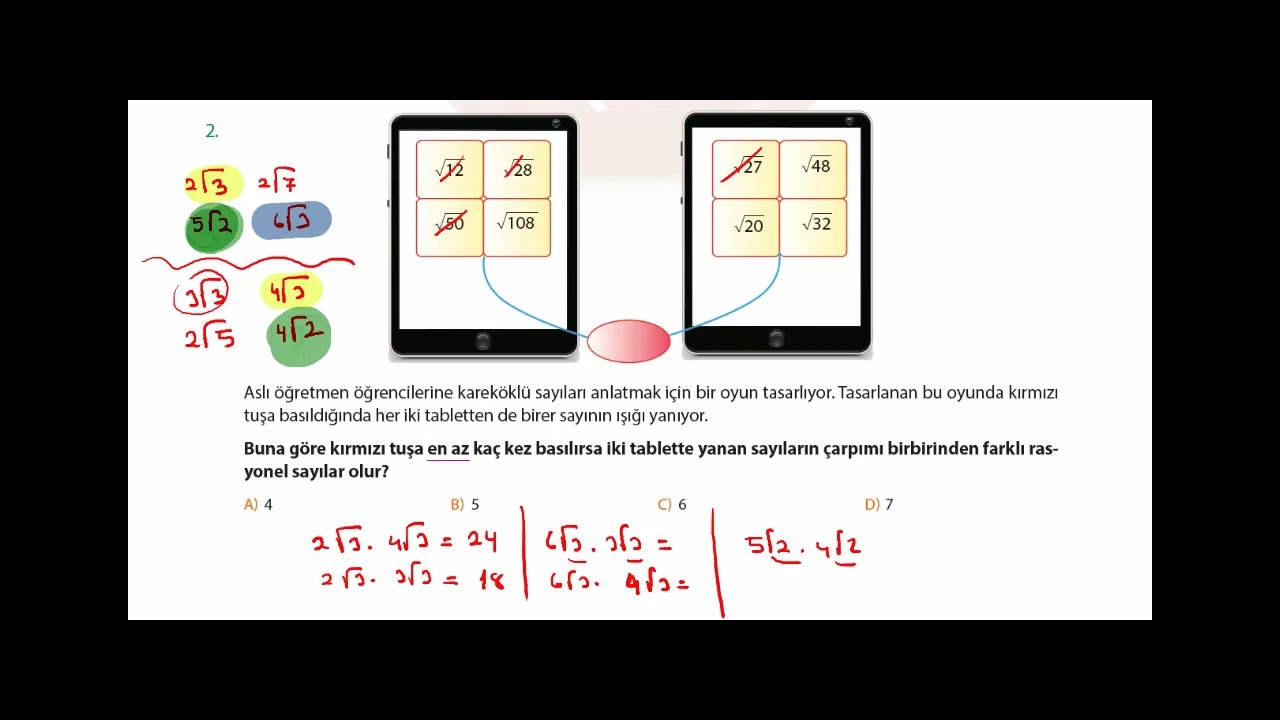 2.
√12 √28
√50 √108
√27 √48
√20 √32
2√3 2√7
5√2 6√3
3√3 4√3
2√5 4√2
Aslı öğretmen öğrencilerine kareköklü sayıları anlatmak için bir oyun tasarlıyor. Tasarlanan bu oyunda kırmızı
tuşa basıldığında her iki tabletten de birer sayının ışığı yanıyor.
Buna göre kırmızı tuşa en az kaç kez basılırsa iki tablette yanan sayıların çarpımı birbirinden farklı ras-
yonel sayılar olur?
A) 4 B) 5 C) 6 D) 7
2√3 . 4√3 = 24 6√3 . 3√3 = 5√2 . 4√2
2√3 . 3√3 = 18 6√3 . 4√3 =